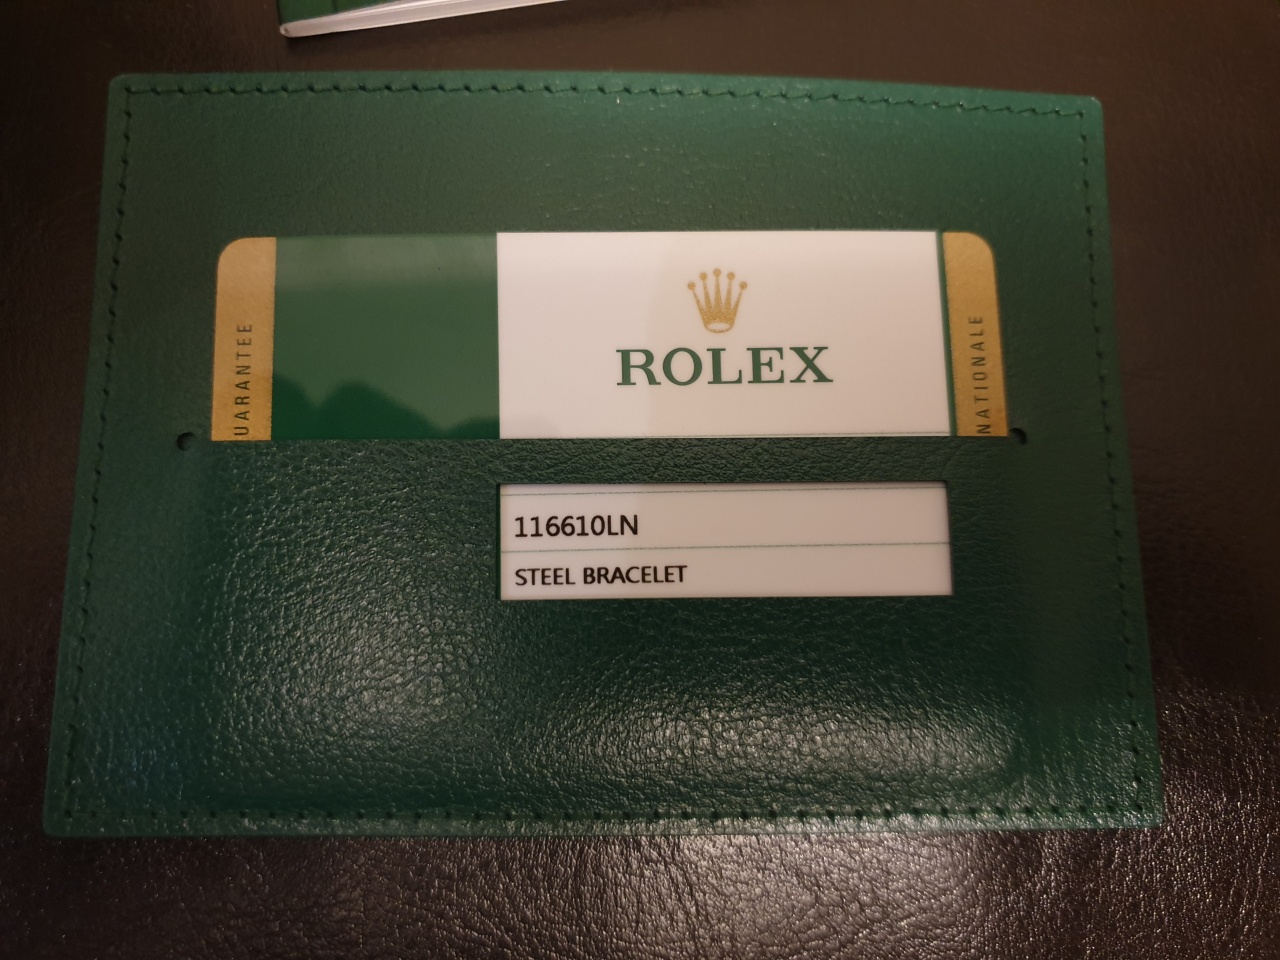 UARANTEE
ROLEX
NATIONALE
116610LN
STEEL BRACELET